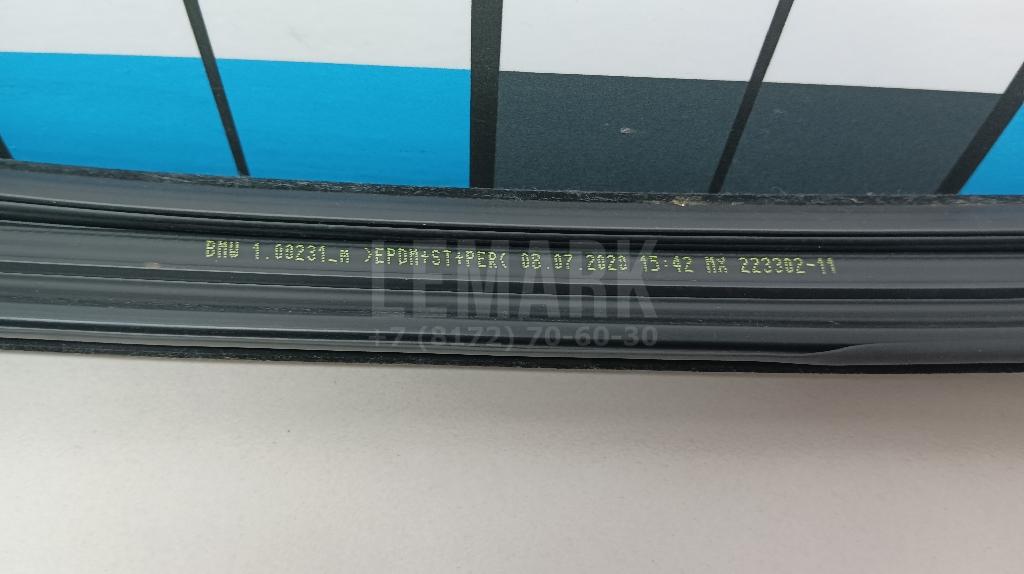 BMW 1.00231_m >EPDM+ST+PER< 08.07.2020 15:42 MX 223302-11
LEMARK
+7 (8172) 70-60-30